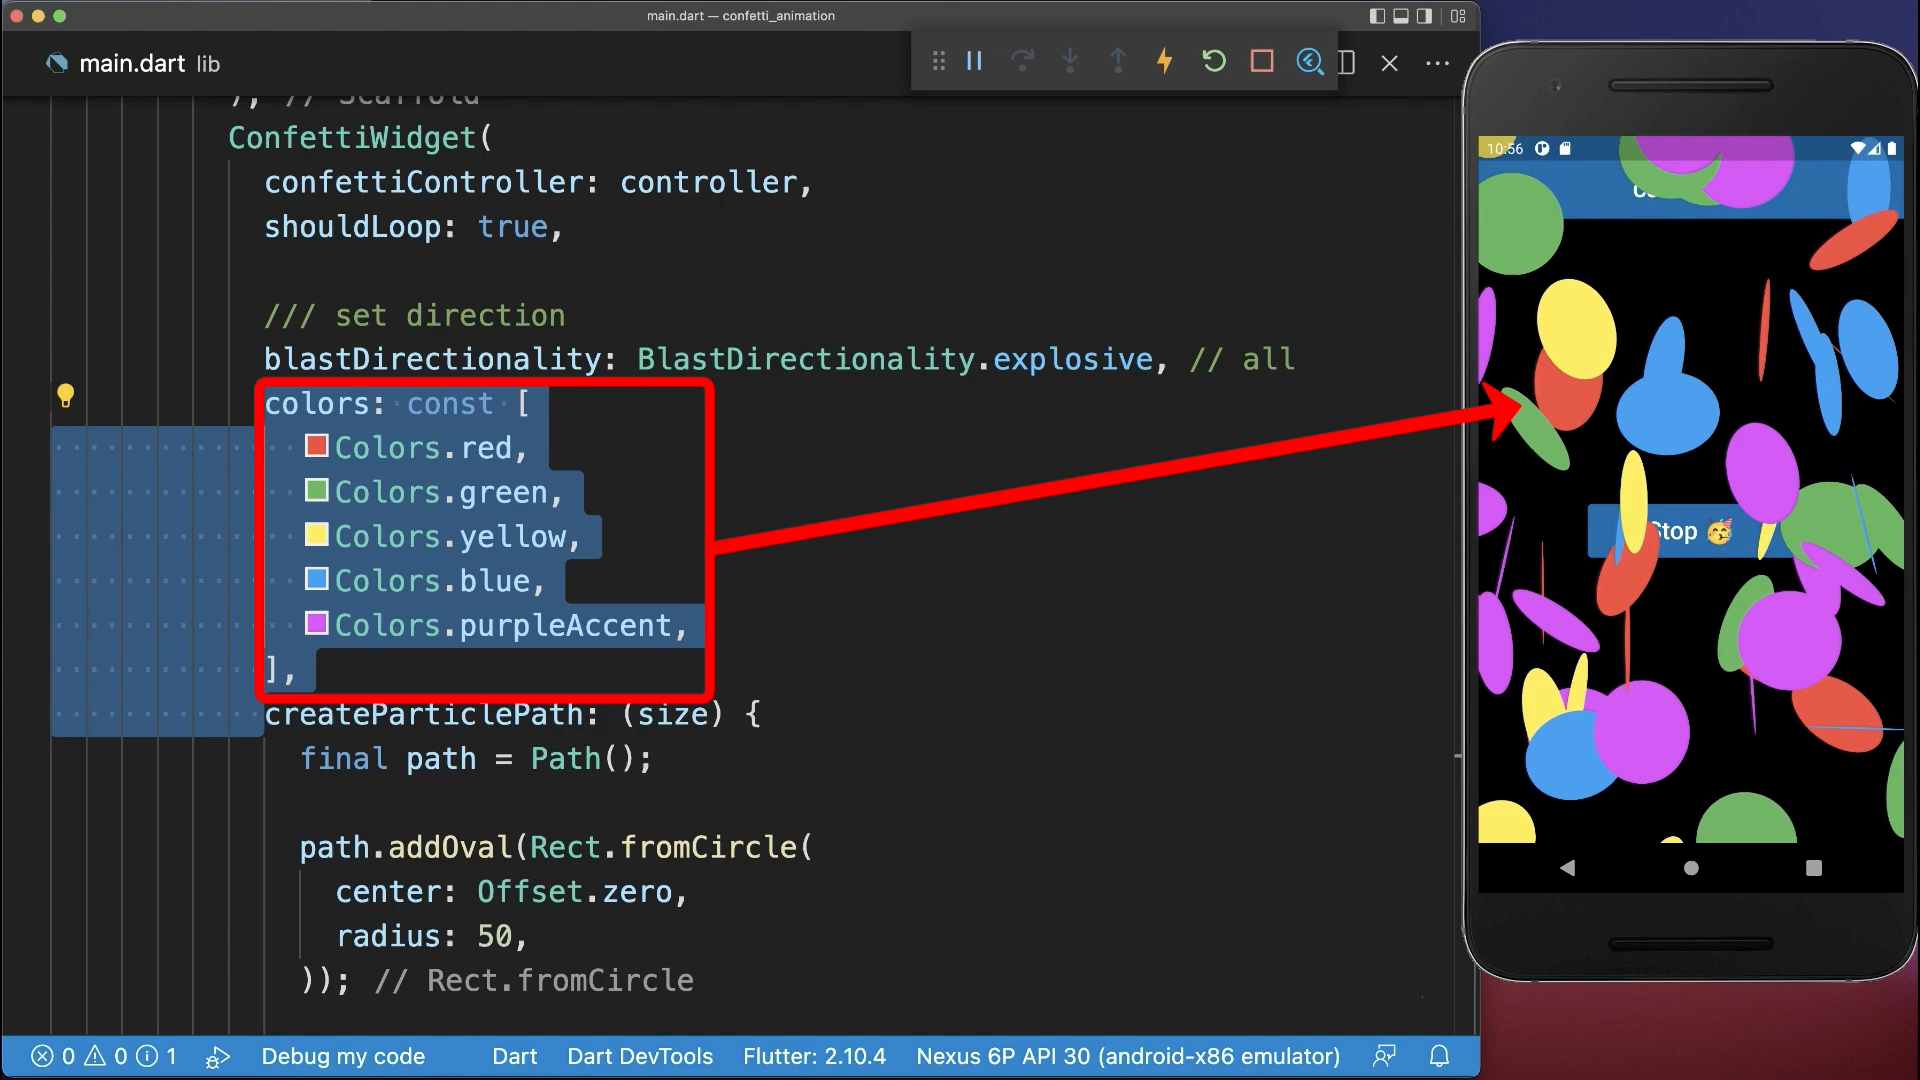 main.dart — confetti_animation
main.dart lib
), // Scaffold
ConfettiWidget(
confettiController: controller,
shouldLoop: true,
/// set direction
blastDirectionality: BlastDirectionality.explosive, // all
colors: const [
Colors.red,
Colors.green,
Colors.yellow,
Colors.blue,
Colors.purpleAccent,
],
createParticlePath: (size) {
final path = Path();
path.addOval(Rect.fromCircle(
center: Offset.zero,
radius: 50,
)); // Rect.fromCircle
0 0 1 Debug my code Dart Dart DevTools Flutter: 2.10.4 Nexus 6P API 30 (android-x86 emulator)
10:56
Stop 🥳